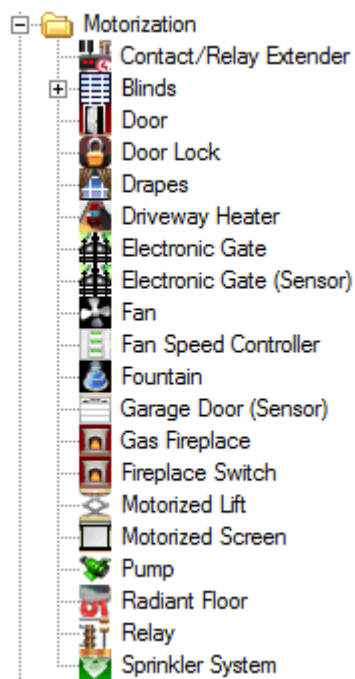 Motorization
Contact/Relay Extender
Blinds
Door
Door Lock
Drapes
Driveway Heater
Electronic Gate
Electronic Gate (Sensor)
Fan
Fan Speed Controller
Fountain
Garage Door (Sensor)
Gas Fireplace
Fireplace Switch
Motorized Lift
Motorized Screen
Pump
Radiant Floor
Relay
Sprinkler System